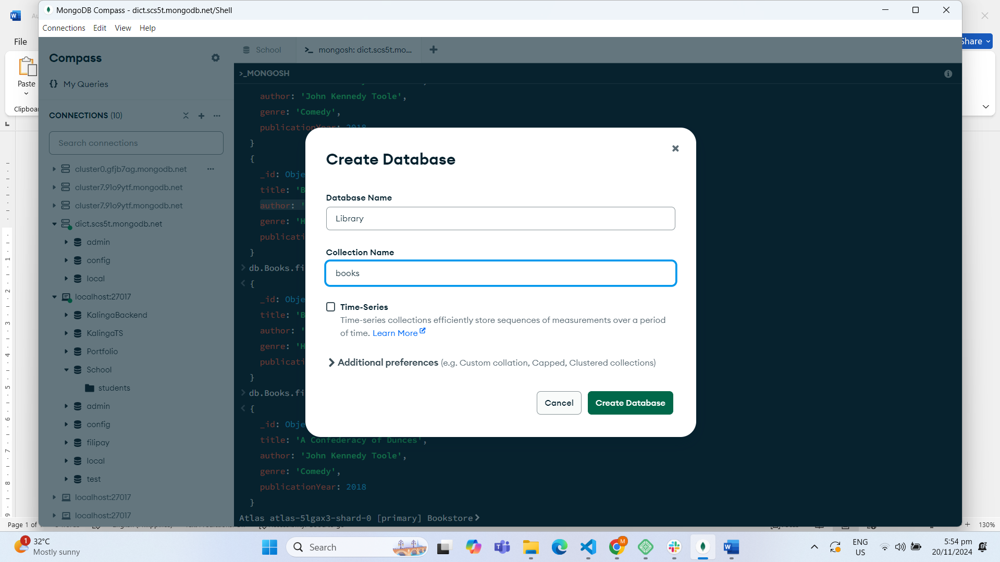 MongoDB Compass - dict.scs5t.mongodb.net/Shell
Connections Edit View Help
File
Share
Paste
Compass
My Queries
CONNECTIONS (10)
Search connections
cluster0.gfjb7ag.mongodb.net
cluster7.91o9ytf.mongodb.net
cluster7.91o9ytf.mongodb.net
dict.scs5t.mongodb.net
admin
config
local
localhost:27017
KalingaBackend
KalingaTS
Portfolio
School
students
admin
config
filipay
local
test
localhost:27017
localhost:27017
School
mongosh: dict.scs5t.mo...
>_MONGOSH
author: 'John Kennedy Toole',
genre: 'Comedy',
publicationYear: 2018
}
{
_id: Obje
title: 'B
author: '
genre: 'H
publicati
}
db.Books.fi
{
_id: Obje
title: 'B
author: '
genre: 'H
publicati
}
db.Books.fi
{
_id: Obje
title: 'A Confederacy of Dunces',
author: 'John Kennedy Toole',
genre: 'Comedy',
publicationYear: 2018
}
Atlas atlas-5lgax3-shard-0 [primary] Bookstore>
Create Database
Database Name
Library
Collection Name
books
Time-Series
Time-series collections efficiently store sequences of measurements over a period
of time. Learn More
Additional preferences (e.g. Custom collation, Capped, Clustered collections)
Cancel
Create Database
Page 1 of
130%
1
32°C
Mostly sunny
Search
M
ENG
US
5:54 pm
20/11/2024